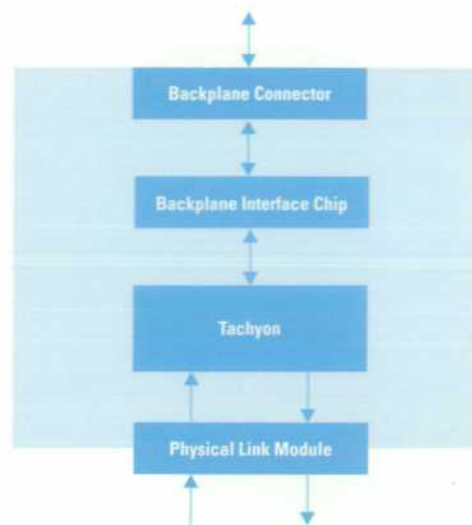 Backplane Connector
Backplane Interface Chip
Tachyon
Physical Link Module